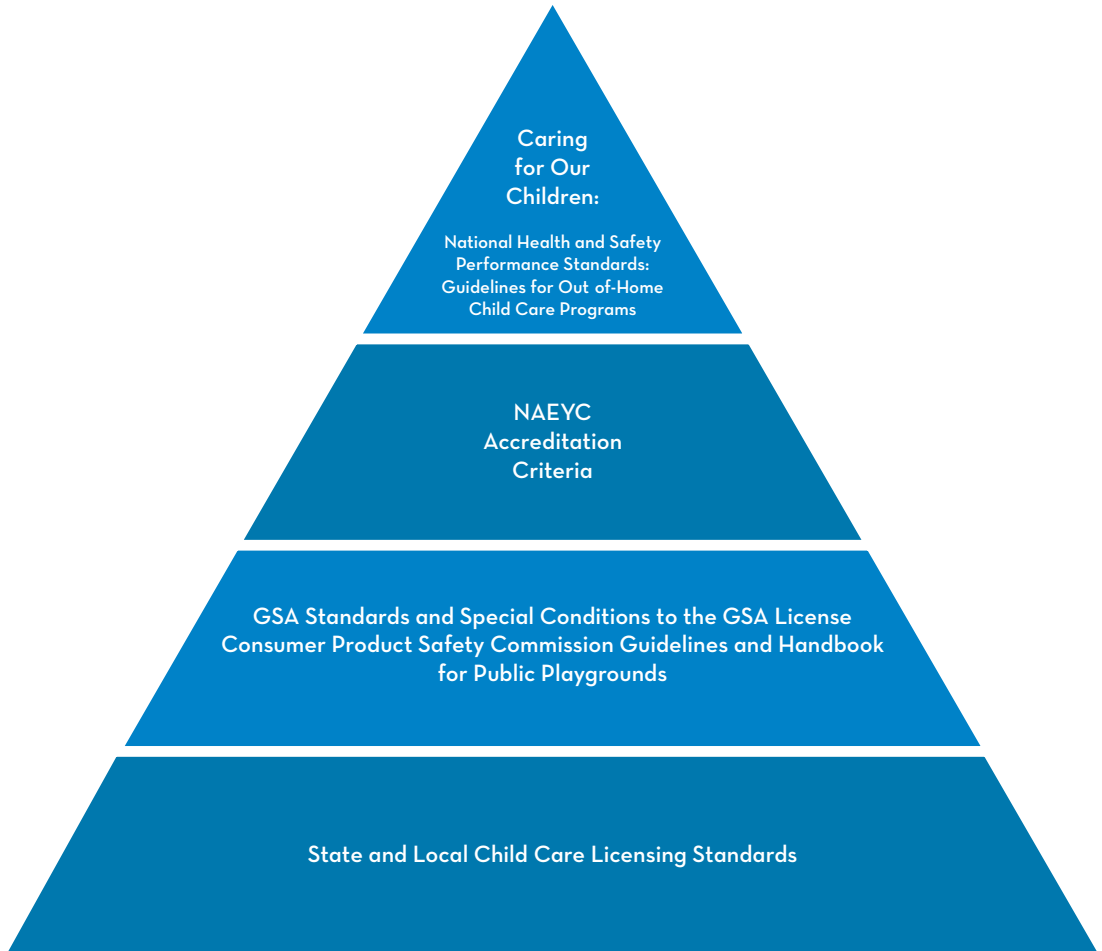 Caring
for Our
Children:
National Health and Safety
Performance Standards:
Guidelines for Out of-Home
Child Care Programs
NAEYC
Accreditation
Criteria
GSA Standards and Special Conditions to the GSA License
Consumer Product Safety Commission Guidelines and Handbook
for Public Playgrounds
State and Local Child Care Licensing Standards